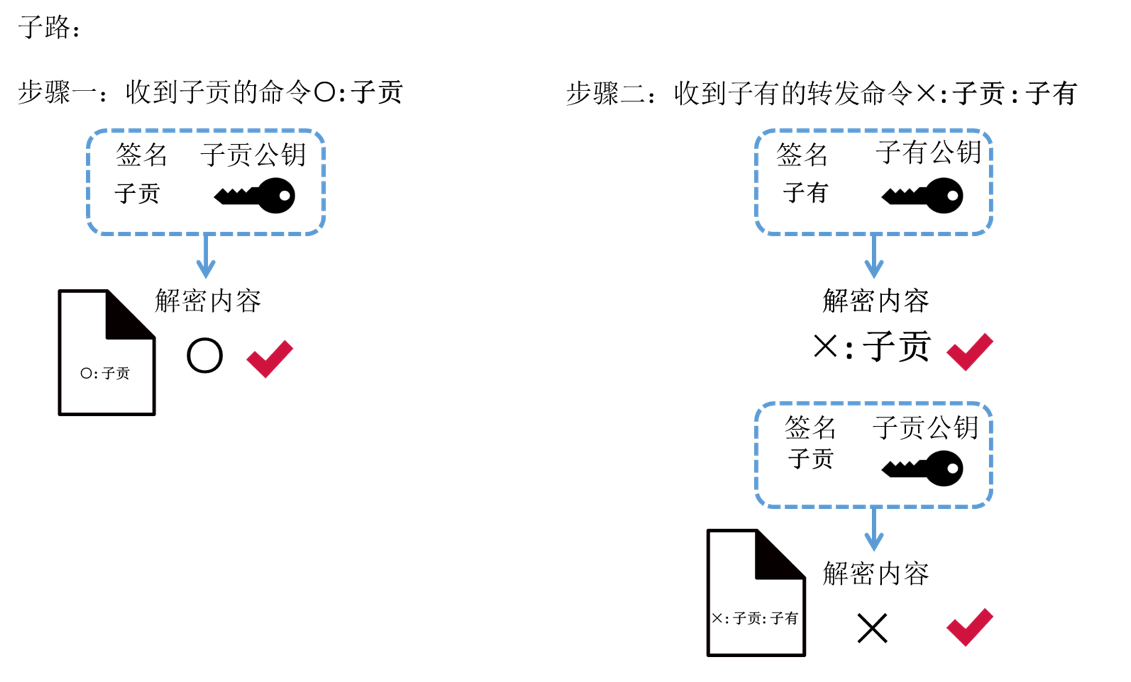 子路：
步骤一：收到子贡的命令○:子贡
签名 子贡公钥
子贡
解密内容
○
○:子贡
步骤二：收到子有的转发命令×:子贡:子有
签名 子有公钥
子有
解密内容
×:子贡
签名 子贡公钥
子贡
解密内容
×
×:子贡:子有